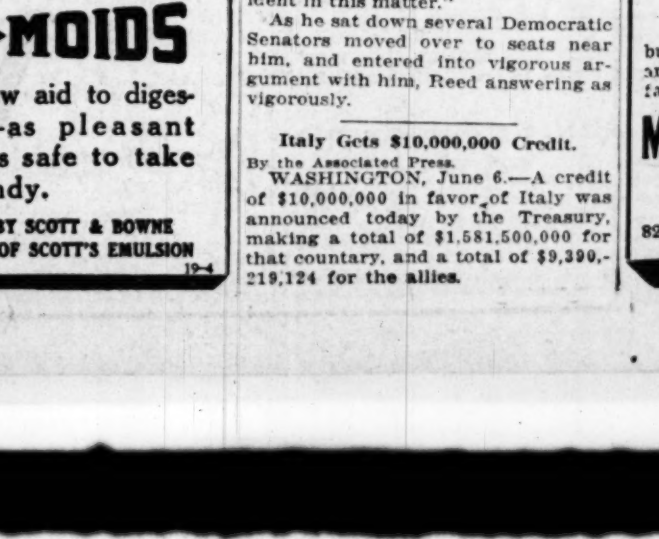 MOIDS
w aid to diges-
-as pleasant
s safe to take
ndy.
BY SCOTT & BOWNE
OF SCOTT'S EMULSION
19-4
ident in this matter."
As he sat down several Democratic
Senators moved over to seats near
him, and entered into vigorous ar-
gument with him, Reed answering as
vigorously.
Italy Gets $10,000,000 Credit.
By the Associated Press.
WASHINGTON, June 6.—A credit
of $10,000,000 in favor of Italy was
announced today by the Treasury,
making a total of $1,581,500,000 for
that countary, and a total of $9,390,-
219,124 for the allies.
bu
fa
M
82